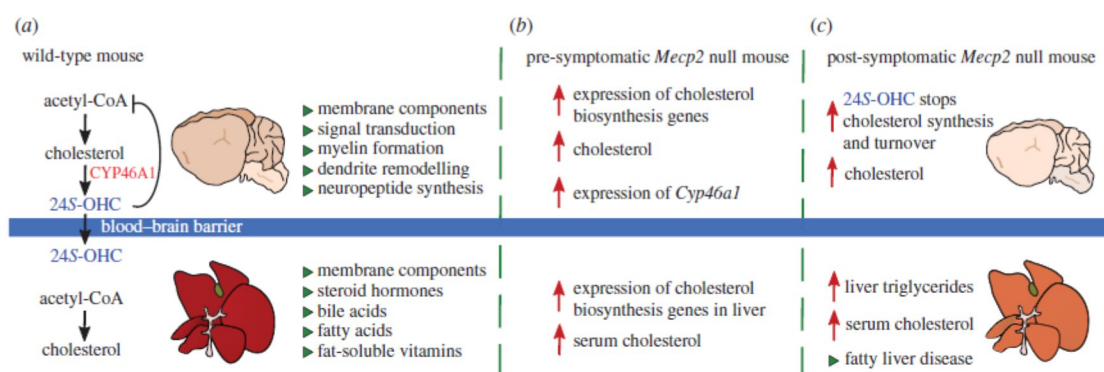 (a)
wild-type mouse
acetyl-CoA
cholesterol
CYP46A1
24S-OHC
blood–brain barrier
24S-OHC
acetyl-CoA
cholesterol
membrane components
signal transduction
myelin formation
dendrite remodelling
neuropeptide synthesis
membrane components
steroid hormones
bile acids
fatty acids
fat-soluble vitamins
(b)
pre-symptomatic Mecp2 null mouse
expression of cholesterol
biosynthesis genes
cholesterol
expression of Cyp46a1
expression of cholesterol
biosynthesis genes in liver
serum cholesterol
(c)
post-symptomatic Mecp2 null mouse
24S-OHC stops
cholesterol synthesis
and turnover
cholesterol
liver triglycerides
serum cholesterol
fatty liver disease